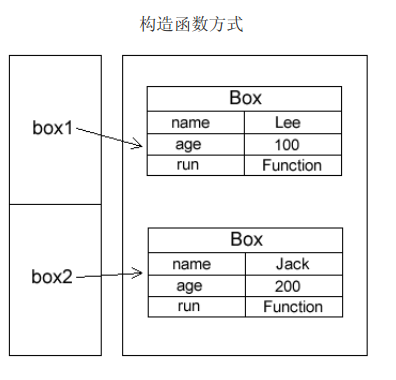 构造函数方式
box1
Box
name Lee
age 100
run Function
box2
Box
name Jack
age 200
run Function